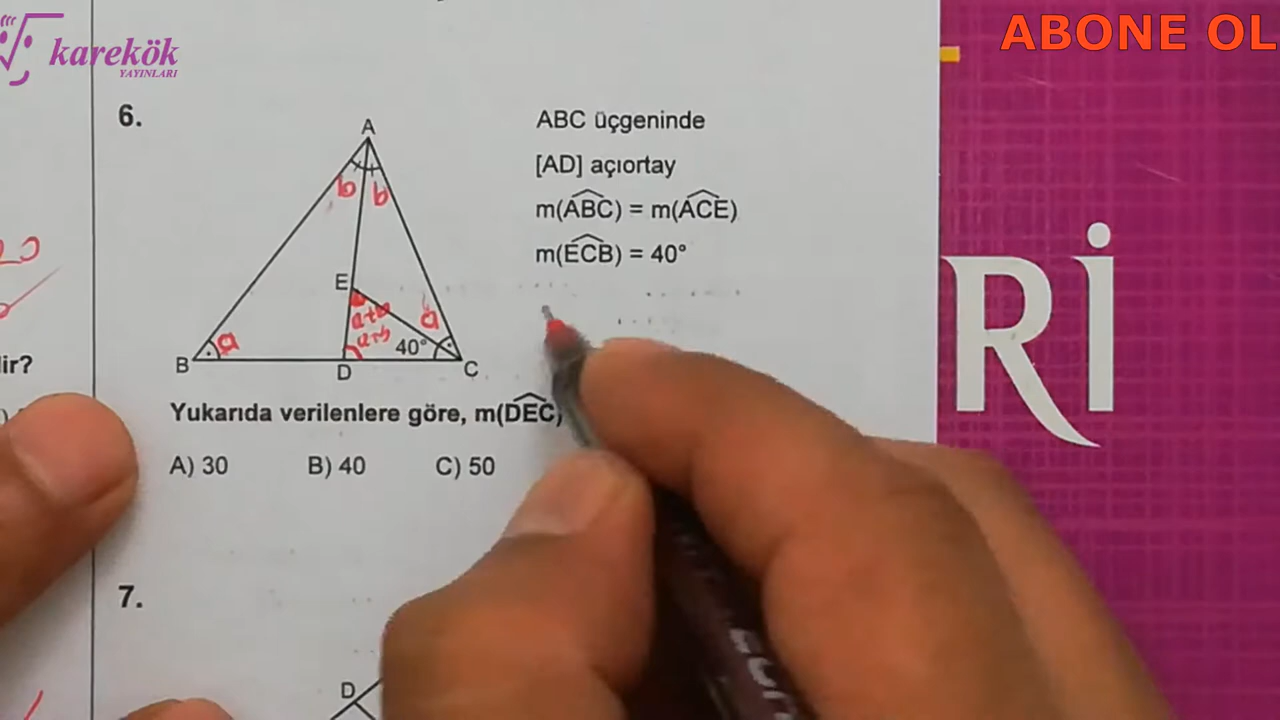 karekök
YAYINLARI
ABONE OL
6.
A
b b
E
a+b
a+b
a
a
40°
B
D
C
ABC üçgeninde
[AD] açıortay
m(ABC) = m(ACE)
m(ECB) = 40°
Yukarıda verilenlere göre, m(DEC)
A) 30 B) 40 C) 50
7.
D
lir?
Rİ